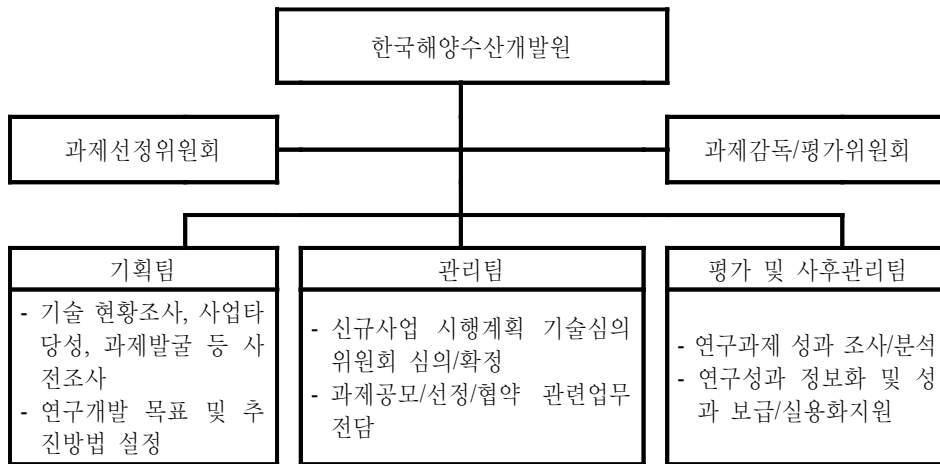 한국해양수산개발원
과제선정위원회
과제감독/평가위원회
기획팀
- 기술 현황조사, 사업타
당성, 과제발굴 등 사
전조사
- 연구개발 목표 및 추
진방법 설정
관리팀
- 신규사업 시행계획 기술심의
위원회 심의/확정
- 과제공모/선정/협약 관련업무
전담
평가 및 사후관리팀
- 연구과제 성과 조사/분석
- 연구성과 정보화 및 성
과 보급/실용화지원